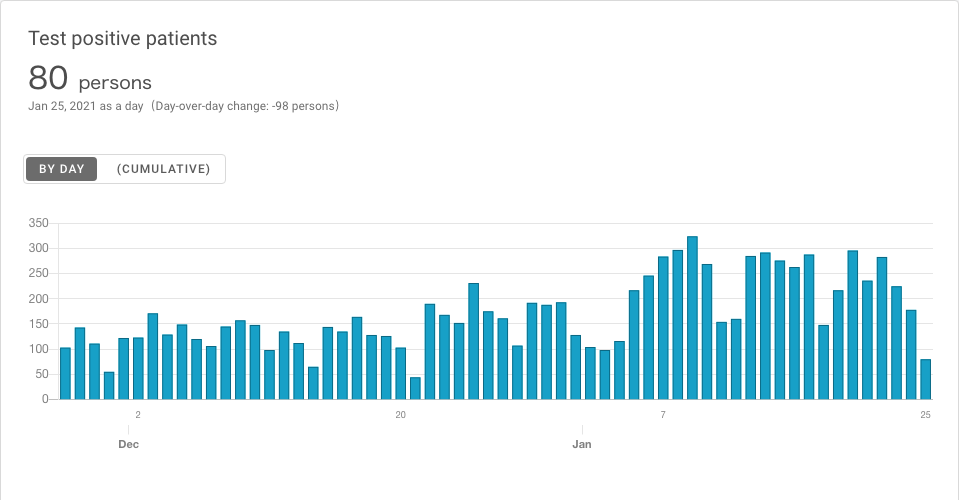 Test positive patients
80 persons
Jan 25, 2021 as a day（Day-over-day change: -98 persons）
BY DAY (CUMULATIVE)
350
300
250
200
150
100
50
0
2 20 7 25
Dec Jan